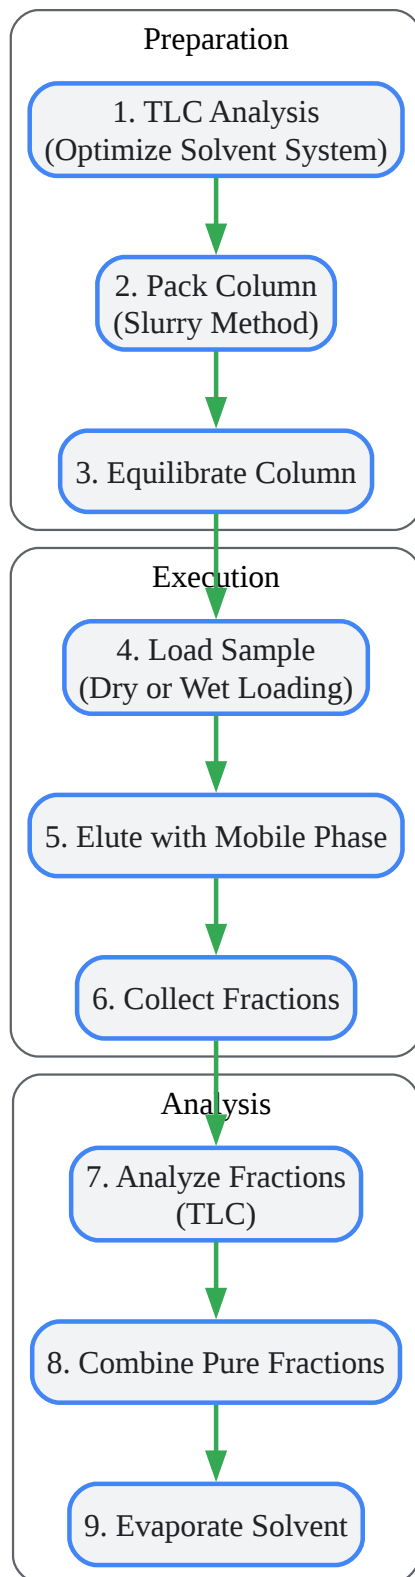 Preparation
1. TLC Analysis
(Optimize Solvent System)
2. Pack Column
(Slurry Method)
3. Equilibrate Column
Execution
4. Load Sample
(Dry or Wet Loading)
5. Elute with Mobile Phase
6. Collect Fractions
Analysis
7. Analyze Fractions
(TLC)
8. Combine Pure Fractions
9. Evaporate Solvent